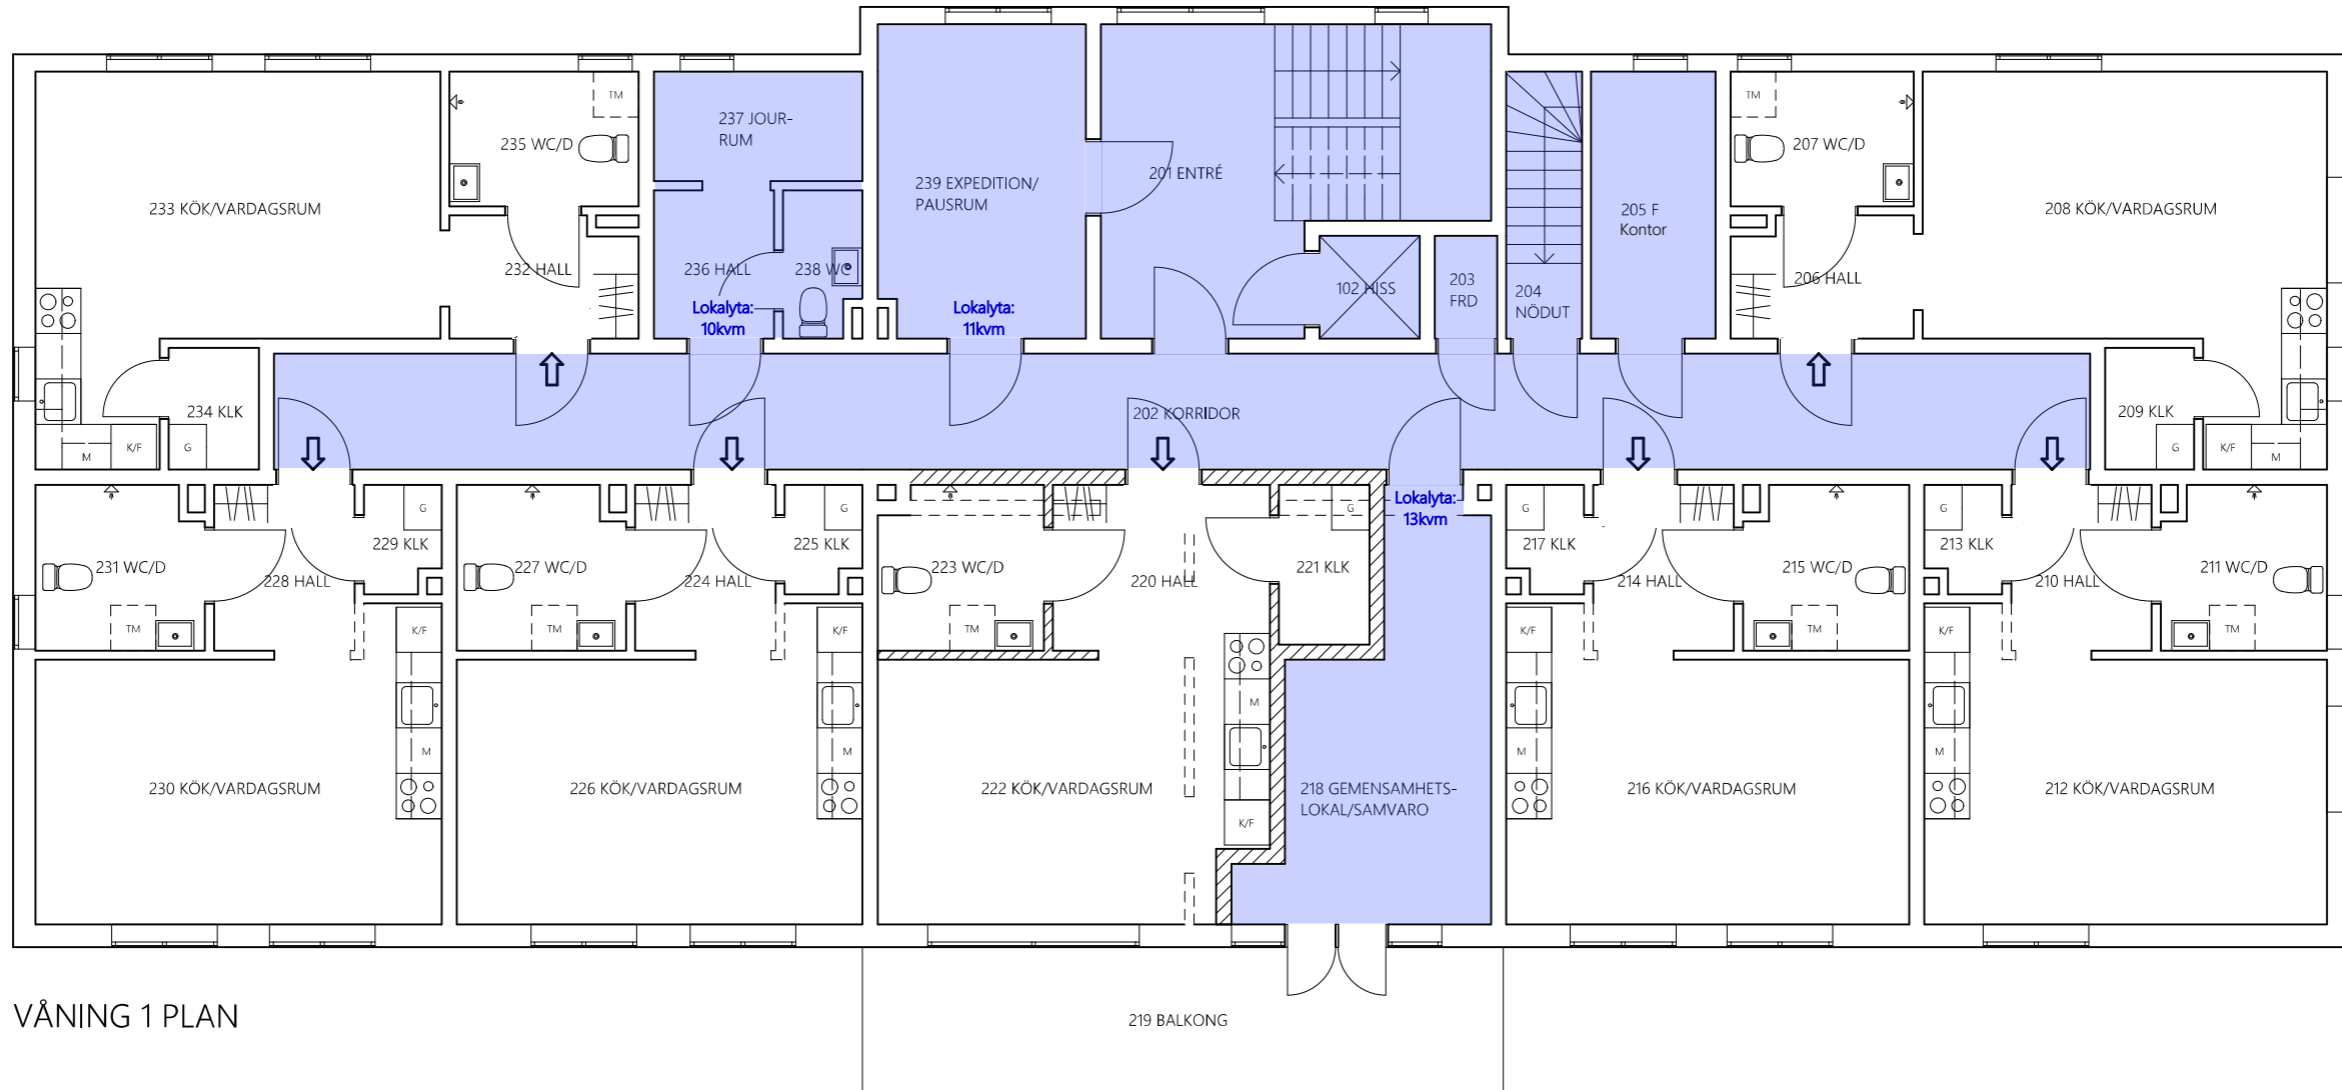 TM
TM
237 JOUR-
RUM
235 WC/D
207 WC/D
201 ENTRÉ
239 EXPEDITION/
PAUSRUM
233 KÖK/VARDAGSRUM
205 F
Kontor
208 KÖK/VARDAGSRUM
232 HALL
236 HALL
238 WC
102 HISS
203
FRD
204
NÖDUT
206 HALL
Lokalyta:
10kvm
Lokalyta:
11kvm
234 KLK
202 KORRIDOR
209 KLK
M
K/F
G
G
K/F
M
Lokalyta:
13kvm
G
G
G
G
G
229 KLK
225 KLK
217 KLK
213 KLK
231 WC/D
228 HALL
227 WC/D
224 HALL
223 WC/D
220 HALL
221 KLK
214 HALL
215 WC/D
210 HALL
211 WC/D
TM
K/F
TM
K/F
TM
K/F
TM
K/F
TM
M
M
M
M
M
230 KÖK/VARDAGSRUM
226 KÖK/VARDAGSRUM
222 KÖK/VARDAGSRUM
218 GEMENSAMHETS-
LOKAL/SAMVARO
216 KÖK/VARDAGSRUM
212 KÖK/VARDAGSRUM
K/F
VÅNING 1 PLAN
219 BALKONG